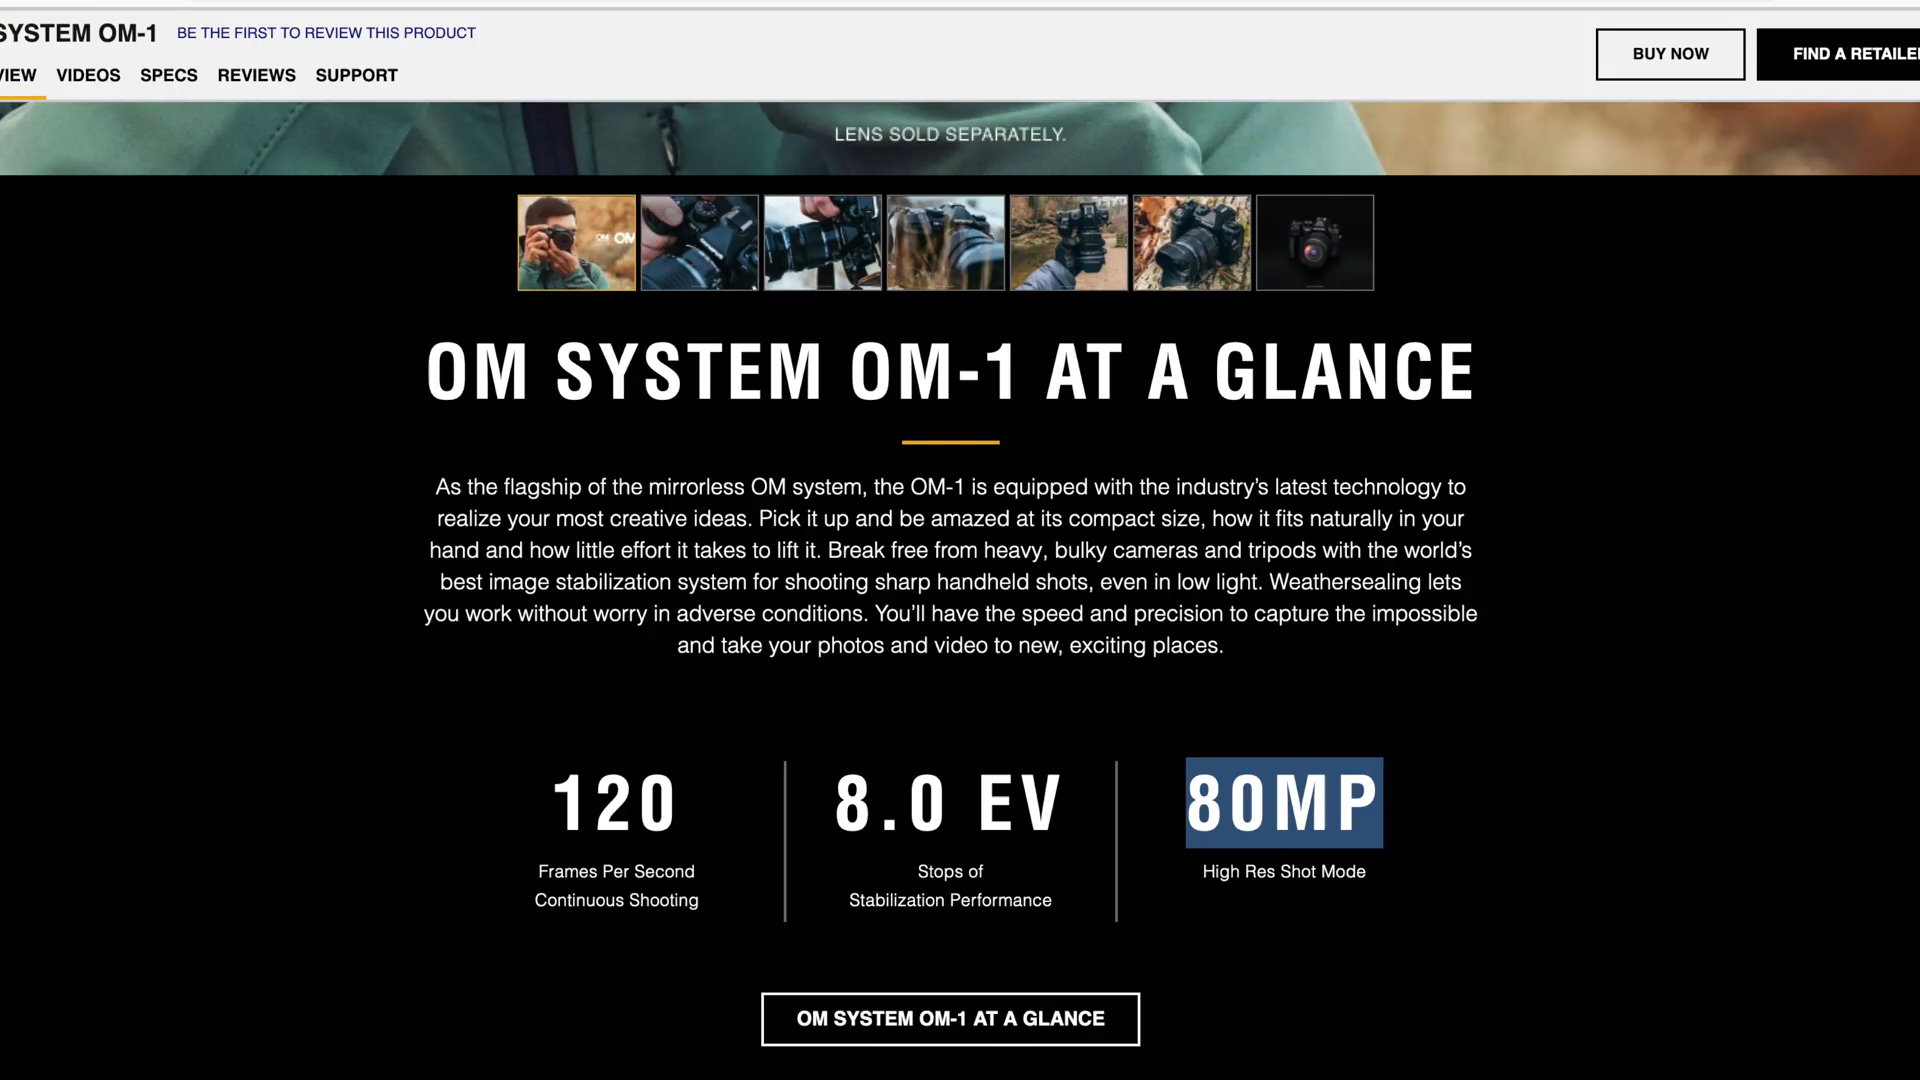 SYSTEM OM-1 BE THE FIRST TO REVIEW THIS PRODUCT
VIEW VIDEOS SPECS REVIEWS SUPPORT
BUY NOW
FIND A RETAILER
LENS SOLD SEPARATELY.
OM SYSTEM OM-1 AT A GLANCE
As the flagship of the mirrorless OM system, the OM-1 is equipped with the industry’s latest technology to
realize your most creative ideas. Pick it up and be amazed at its compact size, how it fits naturally in your
hand and how little effort it takes to lift it. Break free from heavy, bulky cameras and tripods with the world’s
best image stabilization system for shooting sharp handheld shots, even in low light. Weathersealing lets
you work without worry in adverse conditions. You’ll have the speed and precision to capture the impossible
and take your photos and video to new, exciting places.
120
Frames Per Second
Continuous Shooting
8.0 EV
Stops of
Stabilization Performance
80MP
High Res Shot Mode
OM SYSTEM OM-1 AT A GLANCE